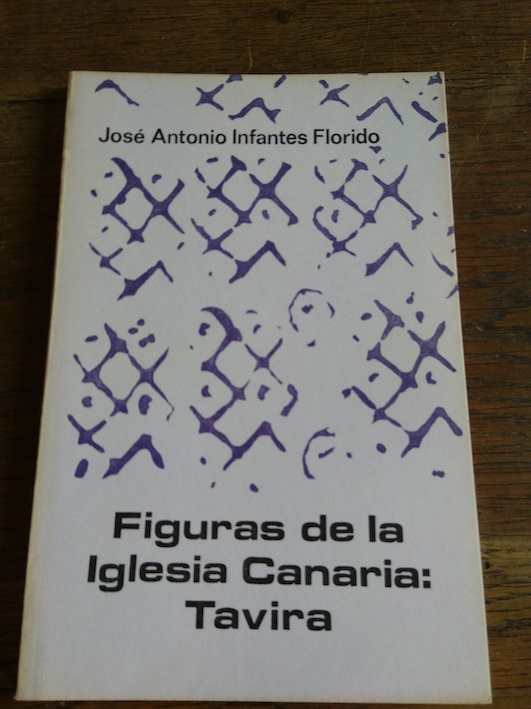 José Antonio Infantes Florido
Figuras de la
Iglesia Canaria:
Tavira